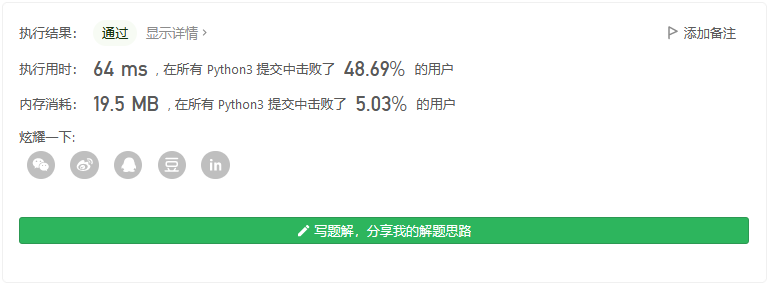 执行结果： 通过 显示详情 › 添加备注
执行用时： 64 ms , 在所有 Python3 提交中击败了 48.69% 的用户
内存消耗： 19.5 MB , 在所有 Python3 提交中击败了 5.03% 的用户
炫耀一下:
豆 in
写题解，分享我的解题思路